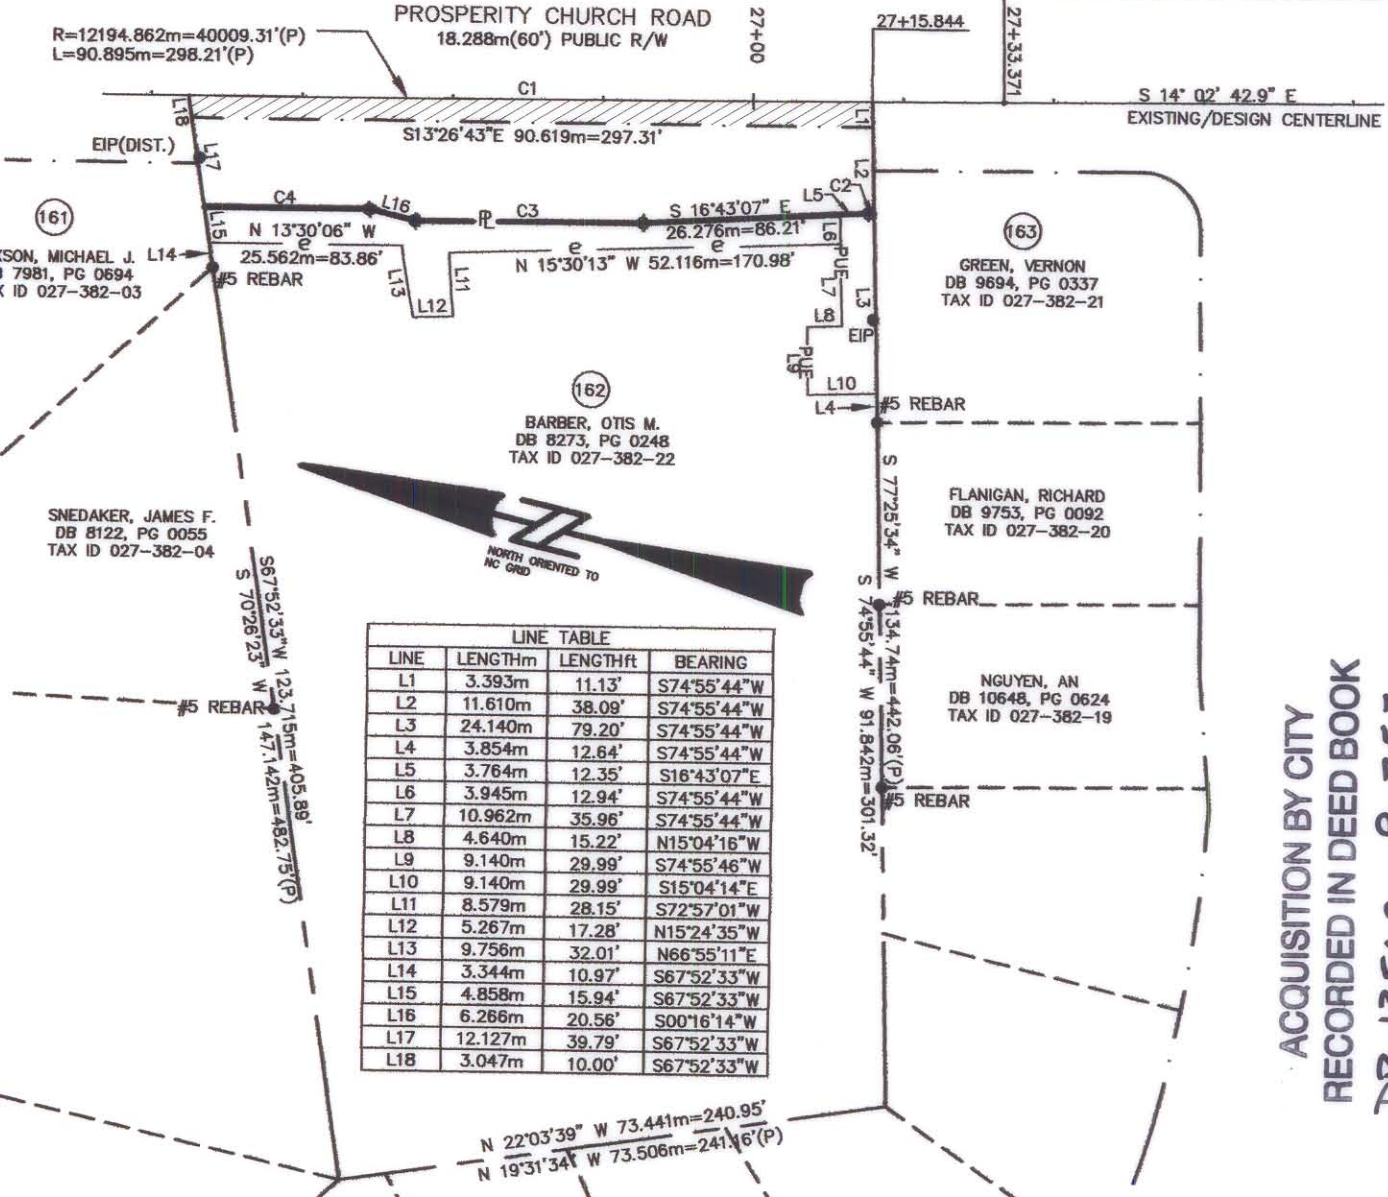 PROSPERITY CHURCH ROAD
18.288m(60') PUBLIC R/W
R=12194.862m=40009.31'(P)
L=90.895m=298.21'(P)
27+00
27+15.844
27+33.371
C1
S 14° 02' 42.9" E
EXISTING/DESIGN CENTERLINE
L18
L1
S13°26'43"E 90.619m=297.31'
EIP(DIST.)
L17
L2
C4
L16
PL
C3
S 16°43'07" E
26.276m=86.21'
L5
C2
161
SON, MICHAEL J.
7981, PG 0694
ID 027-382-03
L15
L14
#5 REBAR
N 13°30'06" W
e
25.562m=83.86'
L13
L12
L11
e
e
N 15°30'13" W 52.116m=170.98'
L6
PUE
L7
L8
L3
EIP
PUE
L9
L10
L4
#5 REBAR
163
GREEN, VERNON
DB 9694, PG 0337
TAX ID 027-382-21
162
BARBER, OTIS M.
DB 8273, PG 0248
TAX ID 027-382-22
SNEDAKER, JAMES F.
DB 8122, PG 0055
TAX ID 027-382-04
NORTH ORIENTED TO
NC GRID
FLANIGAN, RICHARD
DB 9753, PG 0092
TAX ID 027-382-20
S 77°25'34" W 134.74m=442.06'(P)
S 74°55'44" W 91.842m=301.32'
#5 REBAR
NGUYEN, AN
DB 10648, PG 0624
TAX ID 027-382-19
#5 REBAR
S67°52'33"W 123.715m=405.89'
S 70°26'23" W 147.142m=482.75'(P)
#5 REBAR
LINE TABLE
LINE LENGTHm LENGTHft BEARING
L1 3.393m 11.13' S74°55'44"W
L2 11.610m 38.09' S74°55'44"W
L3 24.140m 79.20' S74°55'44"W
L4 3.854m 12.64' S74°55'44"W
L5 3.764m 12.35' S16°43'07"E
L6 3.945m 12.94' S74°55'44"W
L7 10.962m 35.96' S74°55'44"W
L8 4.640m 15.22' N15°04'16"W
L9 9.140m 29.99' S74°55'46"W
L10 9.140m 29.99' S15°04'14"E
L11 8.579m 28.15' S72°57'01"W
L12 5.267m 17.28' N15°24'35"W
L13 9.756m 32.01' N66°55'11"E
L14 3.344m 10.97' S67°52'33"W
L15 4.858m 15.94' S67°52'33"W
L16 6.266m 20.56' S00°16'14"W
L17 12.127m 39.79' S67°52'33"W
L18 3.047m 10.00' S67°52'33"W
N 22°03'39" W 73.441m=240.95'
N 19°31'34" W 73.506m=241.16'(P)
ACQUISITION BY CITY
RECORDED IN DEED BOOK